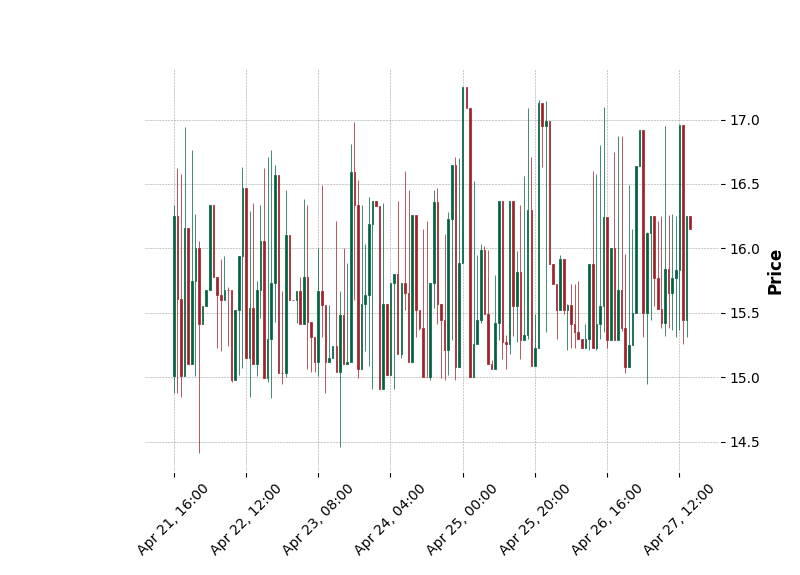 17.0
16.5
16.0
15.5
15.0
14.5
Price
Apr 21, 16:00
Apr 22, 12:00
Apr 23, 08:00
Apr 24, 04:00
Apr 25, 00:00
Apr 25, 20:00
Apr 26, 16:00
Apr 27, 12:00